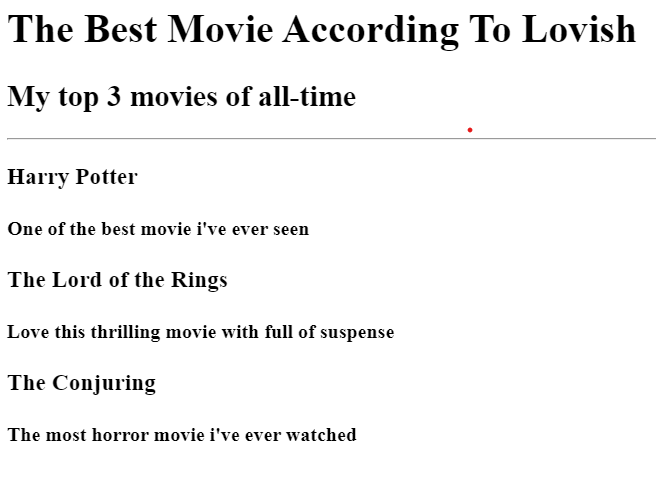 The Best Movie According To Lovish
My top 3 movies of all-time
Harry Potter
One of the best movie i've ever seen
The Lord of the Rings
Love this thrilling movie with full of suspense
The Conjuring
The most horror movie i've ever watched